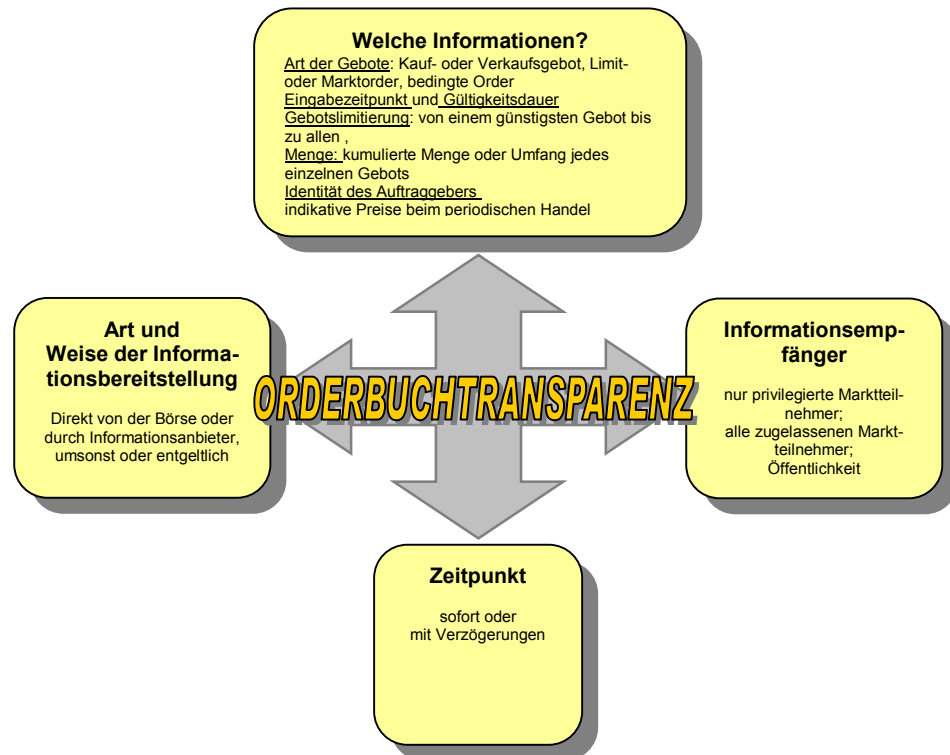 Welche Informationen?
Art der Gebote: Kauf- oder Verkaufsgebot, Limit-
oder Marktorder, bedingte Order
Eingabezeitpunkt und Gültigkeitsdauer
Gebotslimitierung: von einem günstigsten Gebot bis
zu allen ,
Menge: kumulierte Menge oder Umfang jedes
einzelnen Gebots
Identität des Auftraggebers
indikative Preise beim periodischen Handel
Art und
Weise der Informa-
tionsbereitstellung
Direkt von der Börse oder
durch Informationsanbieter,
umsonst oder entgeltlich
ORDERBUCHTRANSPARENZ
Informationsemp-
fänger
nur privilegierte Marktteil-
nehmer;
alle zugelassenen Markt-
teilnehmer;
Öffentlichkeit
Zeitpunkt
sofort oder
mit Verzögerungen